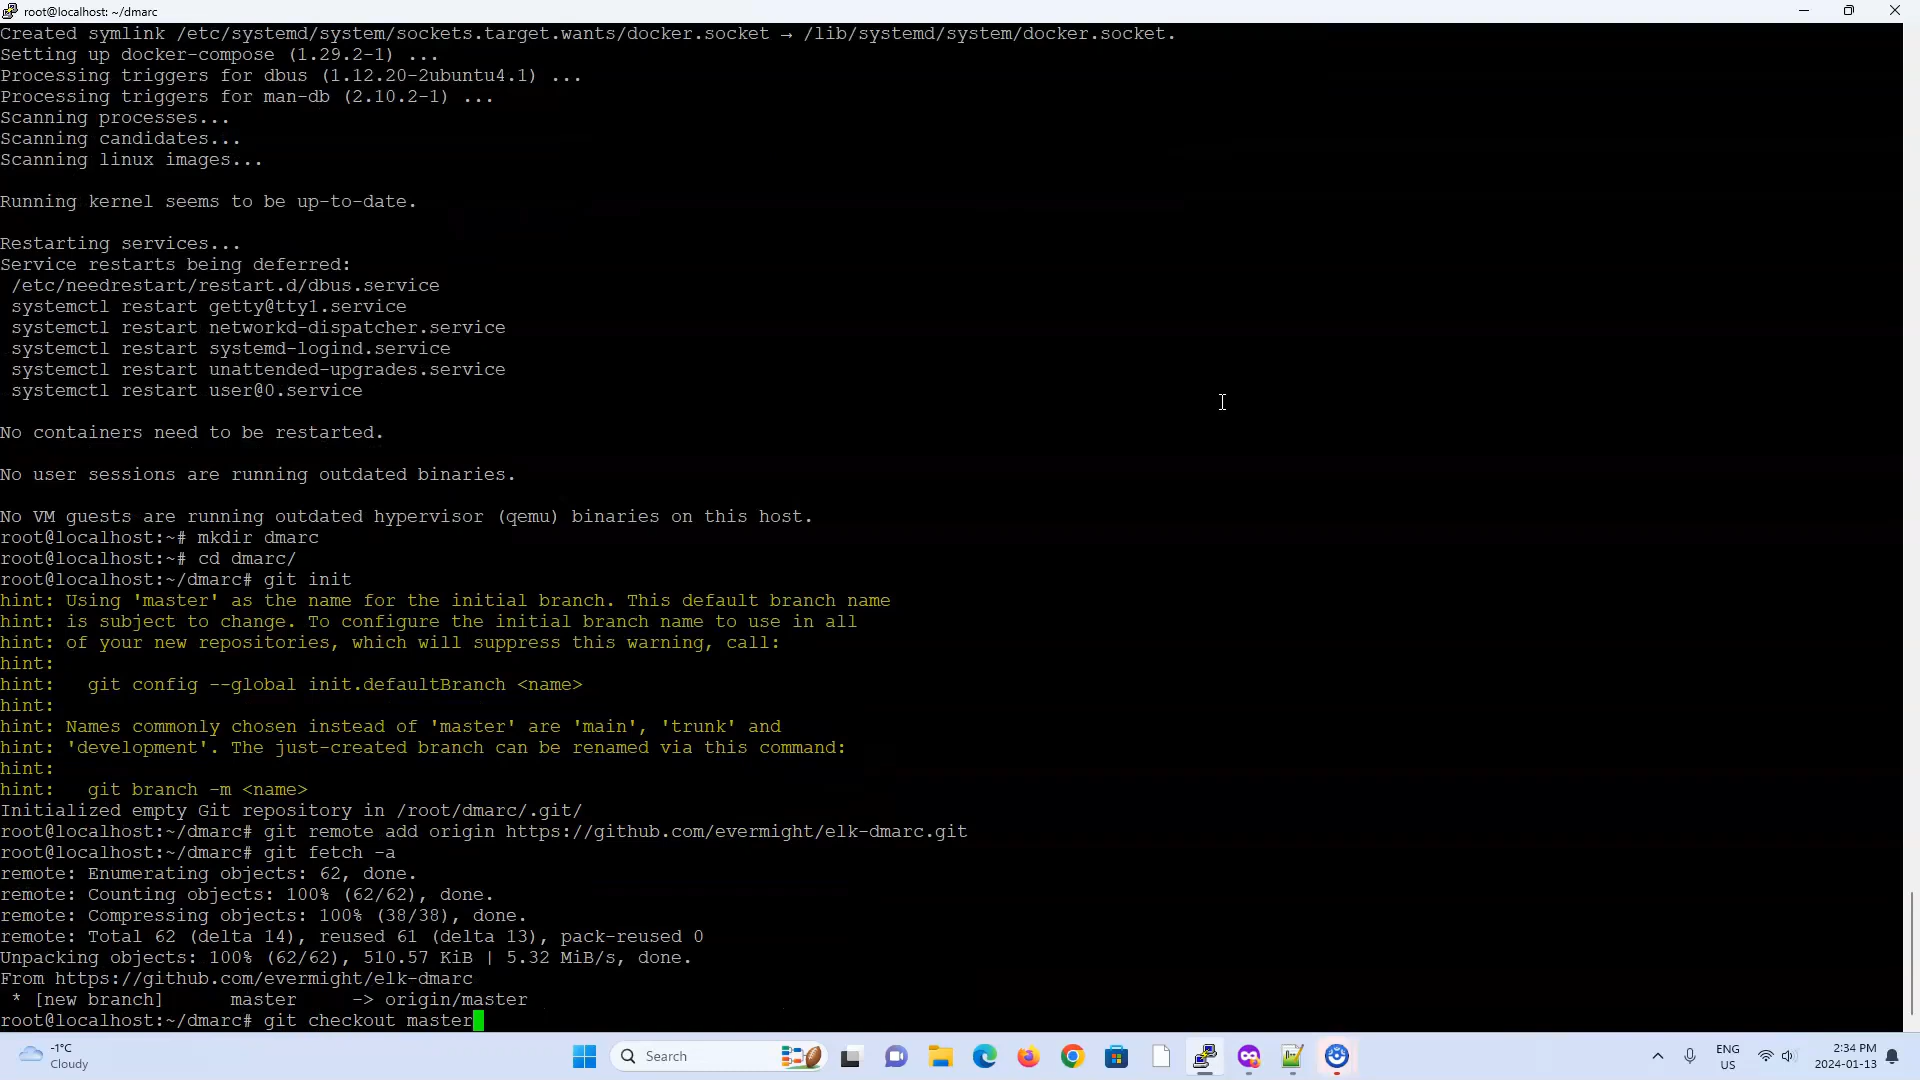 root@localhost: ~/dmarc
Created symlink /etc/systemd/system/sockets.target.wants/docker.socket → /lib/systemd/system/docker.socket.
Setting up docker-compose (1.29.2-1) ...
Processing triggers for dbus (1.12.20-2ubuntu4.1) ...
Processing triggers for man-db (2.10.2-1) ...
Scanning processes...
Scanning candidates...
Scanning linux images...
Running kernel seems to be up-to-date.
Restarting services...
Service restarts being deferred:
/etc/needrestart/restart.d/dbus.service
systemctl restart getty@tty1.service
systemctl restart networkd-dispatcher.service
systemctl restart systemd-logind.service
systemctl restart unattended-upgrades.service
systemctl restart user@0.service
No containers need to be restarted.
No user sessions are running outdated binaries.
No VM guests are running outdated hypervisor (qemu) binaries on this host.
root@localhost:~# mkdir dmarc
root@localhost:~# cd dmarc/
root@localhost:~/dmarc# git init
hint: Using 'master' as the name for the initial branch. This default branch name
hint: is subject to change. To configure the initial branch name to use in all
hint: of your new repositories, which will suppress this warning, call:
hint:
hint:   git config --global init.defaultBranch <name>
hint:
hint: Names commonly chosen instead of 'master' are 'main', 'trunk' and
hint: 'development'. The just-created branch can be renamed via this command:
hint:
hint:   git branch -m <name>
Initialized empty Git repository in /root/dmarc/.git/
root@localhost:~/dmarc# git remote add origin https://github.com/evermight/elk-dmarc.git
root@localhost:~/dmarc# git fetch -a
remote: Enumerating objects: 62, done.
remote: Counting objects: 100% (62/62), done.
remote: Compressing objects: 100% (38/38), done.
remote: Total 62 (delta 14), reused 61 (delta 13), pack-reused 0
Unpacking objects: 100% (62/62), 510.57 KiB | 5.32 MiB/s, done.
From https://github.com/evermight/elk-dmarc
* [new branch]      master     -> origin/master
root@localhost:~/dmarc# git checkout master
-1°C
Cloudy
Search
ENG
US
2:34 PM
2024-01-13